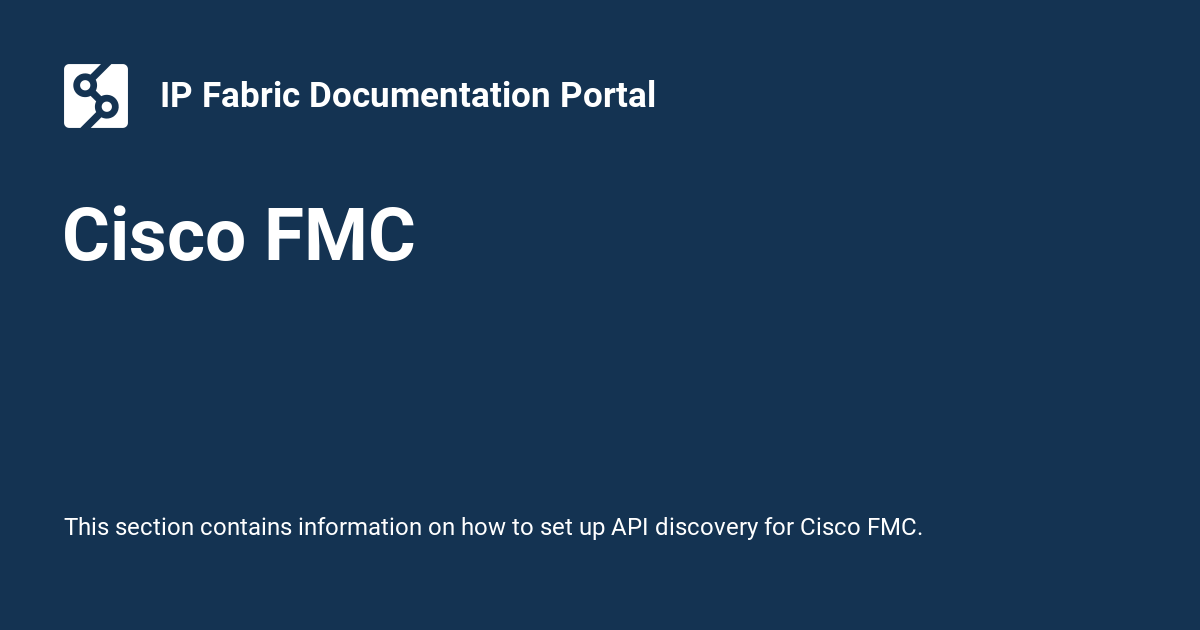 IP Fabric Documentation Portal
Cisco FMC
This section contains information on how to set up API discovery for Cisco FMC.